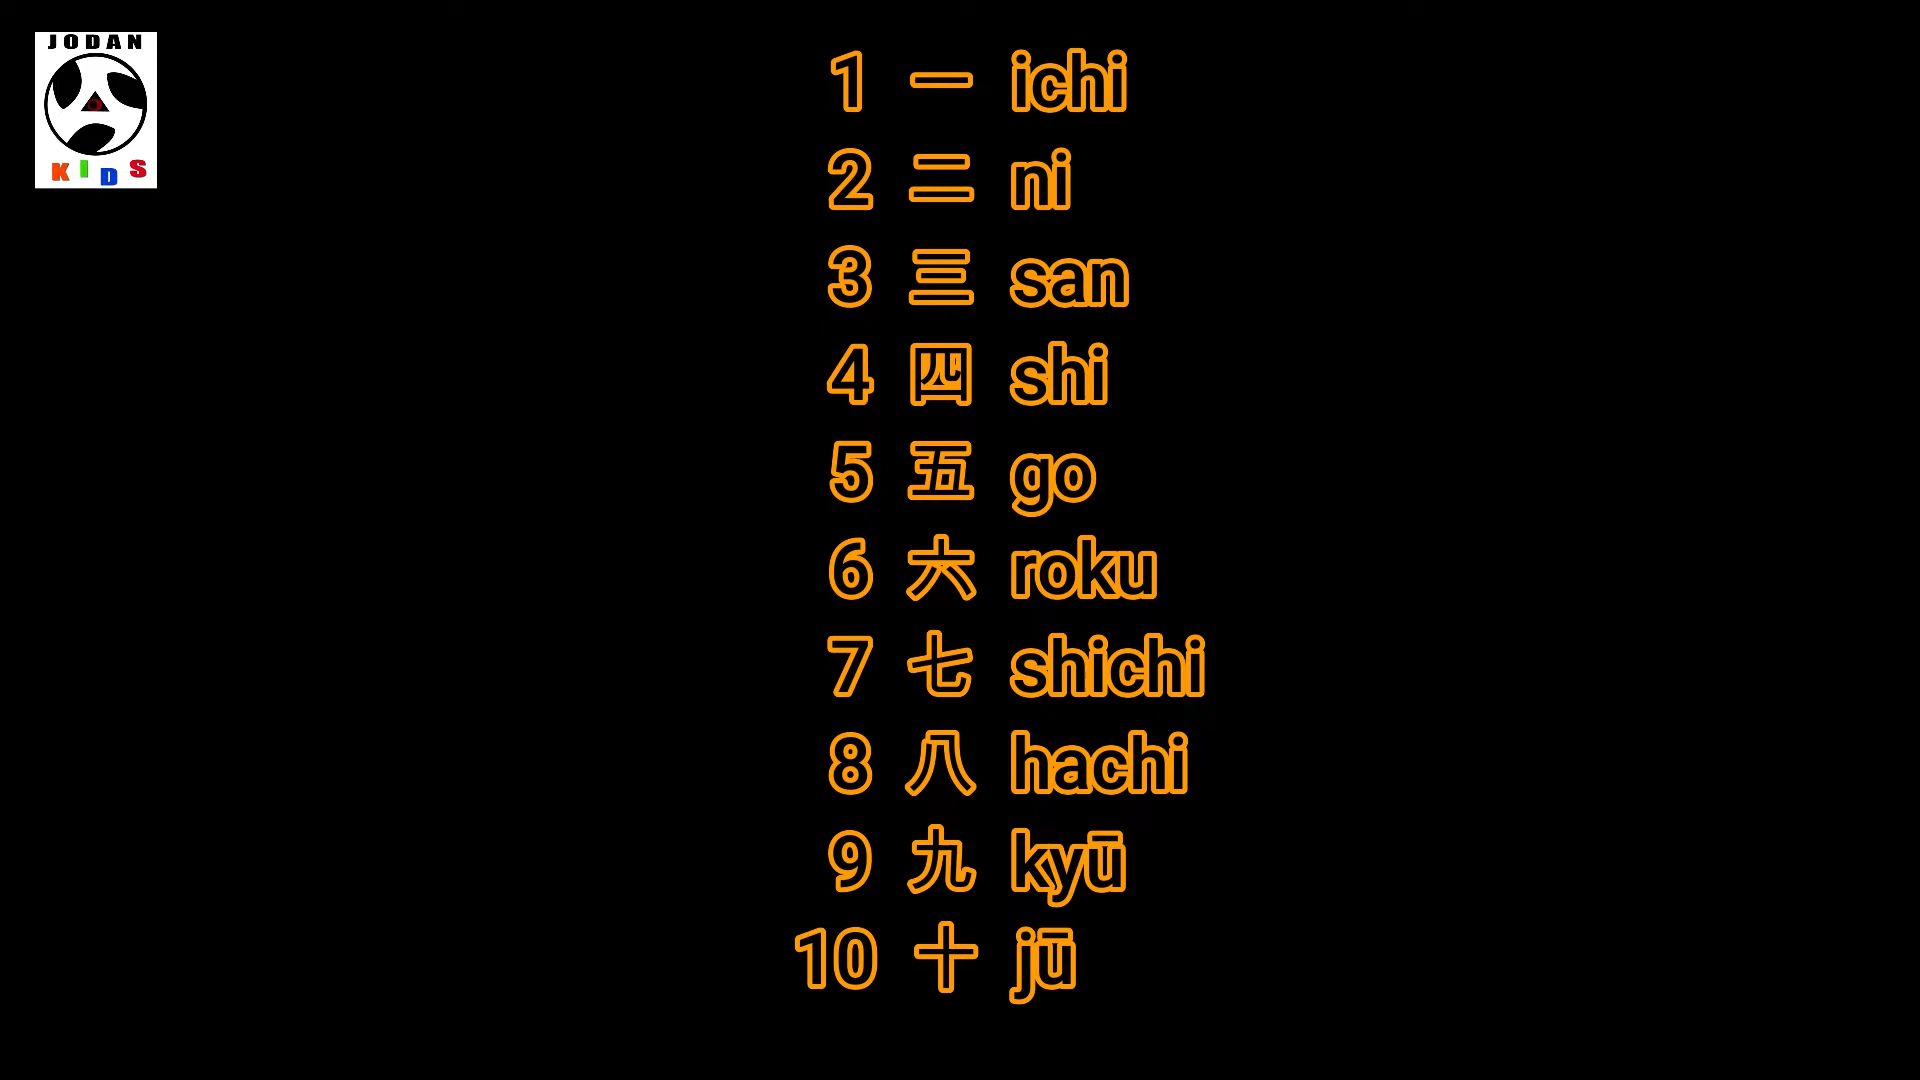 JODAN
KIDS
1 一 ichi
2 二 ni
3 三 san
4 四 shi
5 五 go
6 六 roku
7 七 shichi
8 八 hachi
9 九 kyū
10 十 jū